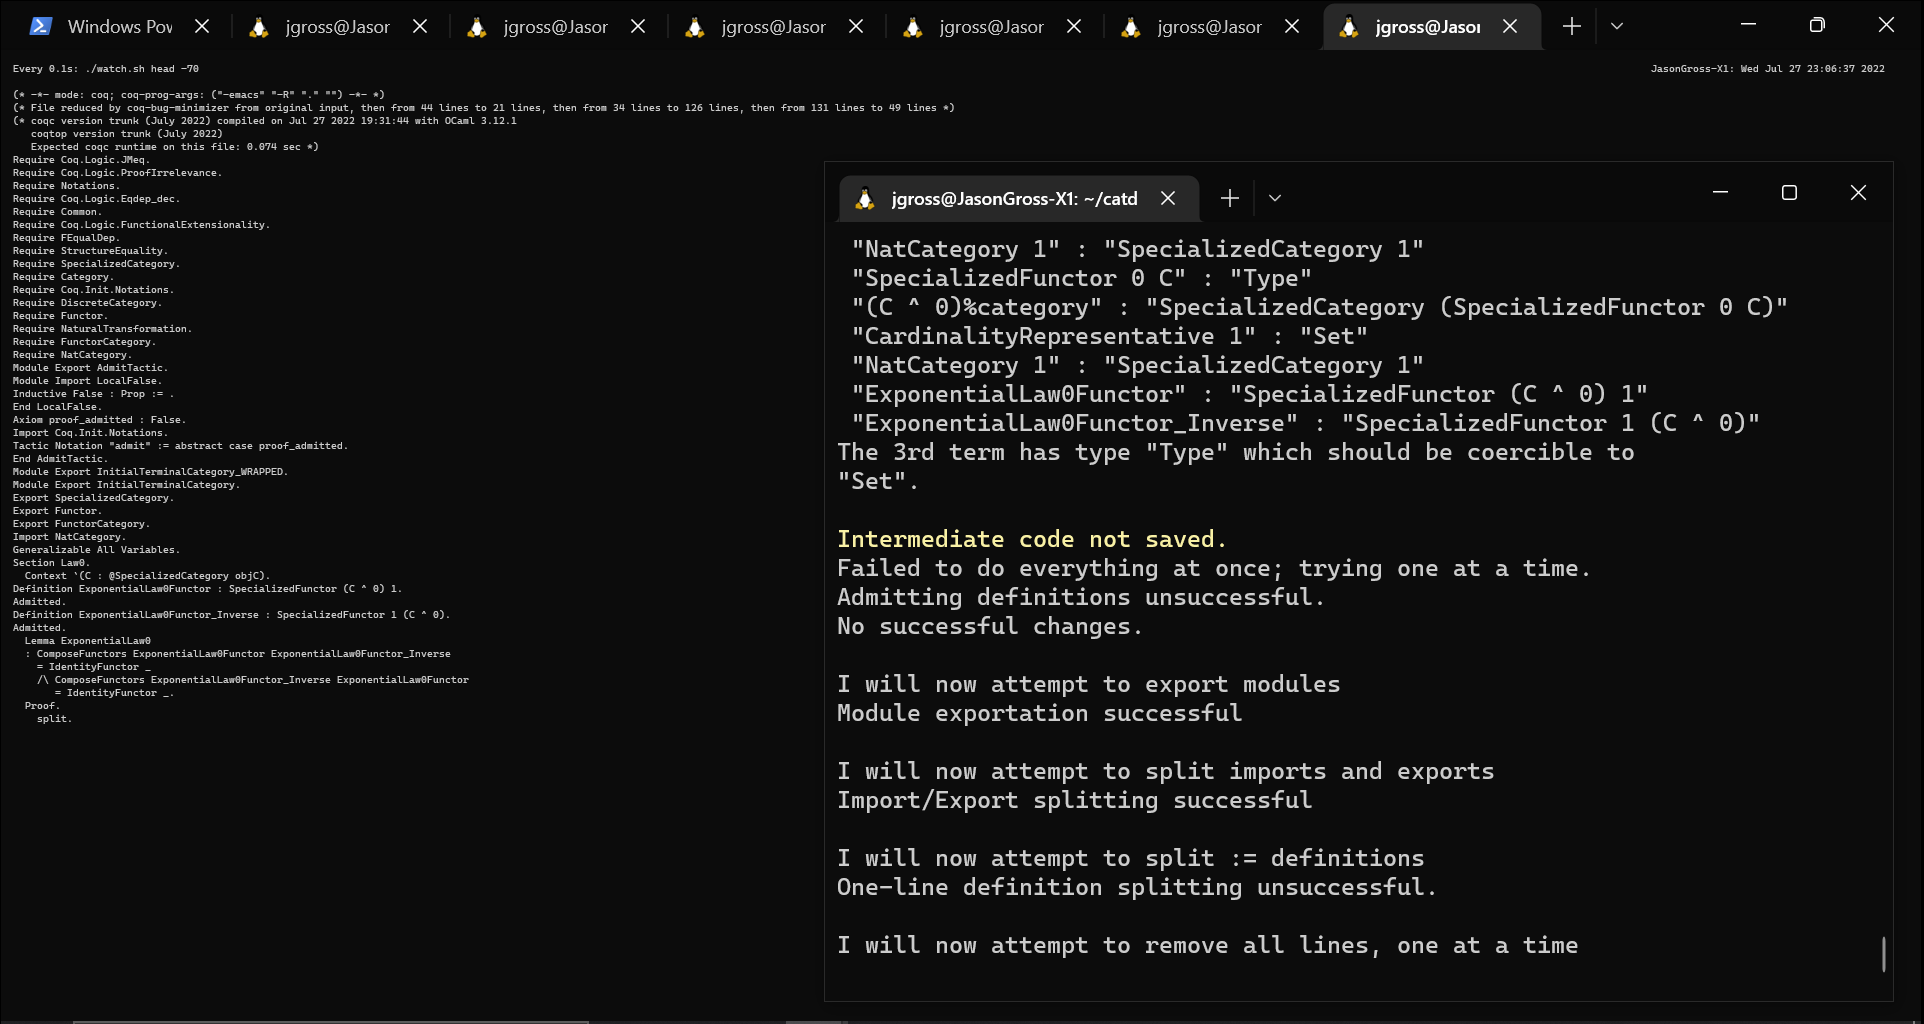 Windows Pow
jgross@Jason
jgross@Jason
jgross@Jason
jgross@Jason
jgross@Jason
jgross@Jason
Every 0.1s: ./watch.sh head -70
JasonGross-X1: Wed Jul 27 23:06:37 2022
(* -*- mode: coq; coq-prog-args: ("-emacs" "-R" "." "") -*- *)
(* File reduced by coq-bug-minimizer from original input, then from 44 lines to 21 lines, then from 34 lines to 126 lines, then from 131 lines to 49 lines *)
(* coqc version trunk (July 2022) compiled on Jul 27 2022 19:31:44 with OCaml 3.12.1
   coqtop version trunk (July 2022)
   Expected coqc runtime on this file: 0.074 sec *)
Require Coq.Logic.JMeq.
Require Coq.Logic.ProofIrrelevance.
Require Notations.
Require Coq.Logic.Eqdep_dec.
Require Common.
Require Coq.Logic.FunctionalExtensionality.
Require FEqualDep.
Require StructureEquality.
Require SpecializedCategory.
Require Category.
Require Coq.Init.Notations.
Require DiscreteCategory.
Require Functor.
Require NaturalTransformation.
Require FunctorCategory.
Require NatCategory.
Module Export AdmitTactic.
Module Import LocalFalse.
Inductive False : Prop := .
End LocalFalse.
Axiom proof_admitted : False.
Import Coq.Init.Notations.
Tactic Notation "admit" := abstract case proof_admitted.
End AdmitTactic.
Module Export InitialTerminalCategory_WRAPPED.
Module Export InitialTerminalCategory.
Export SpecializedCategory.
Export Functor.
Export FunctorCategory.
Import NatCategory.
Generalizable All Variables.
Section Law0.
  Context `(C : @SpecializedCategory objC).
Definition ExponentialLaw0Functor : SpecializedFunctor (C ^ 0) 1.
Admitted.
Definition ExponentialLaw0Functor_Inverse : SpecializedFunctor 1 (C ^ 0).
Admitted.
  Lemma ExponentialLaw0
  : ComposeFunctors ExponentialLaw0Functor ExponentialLaw0Functor_Inverse
    = IdentityFunctor _
    /\ ComposeFunctors ExponentialLaw0Functor_Inverse ExponentialLaw0Functor
       = IdentityFunctor _.
  Proof.
    split.
jgross@JasonGross-X1: ~/catd
 "NatCategory 1" : "SpecializedCategory 1"
 "SpecializedFunctor 0 C" : "Type"
 "(C ^ 0)%category" : "SpecializedCategory (SpecializedFunctor 0 C)"
 "CardinalityRepresentative 1" : "Set"
 "NatCategory 1" : "SpecializedCategory 1"
 "ExponentialLaw0Functor" : "SpecializedFunctor (C ^ 0) 1"
 "ExponentialLaw0Functor_Inverse" : "SpecializedFunctor 1 (C ^ 0)"
The 3rd term has type "Type" which should be coercible to
"Set".
Intermediate code not saved.
Failed to do everything at once; trying one at a time.
Admitting definitions unsuccessful.
No successful changes.
I will now attempt to export modules
Module exportation successful
I will now attempt to split imports and exports
Import/Export splitting successful
I will now attempt to split := definitions
One-line definition splitting unsuccessful.
I will now attempt to remove all lines, one at a time